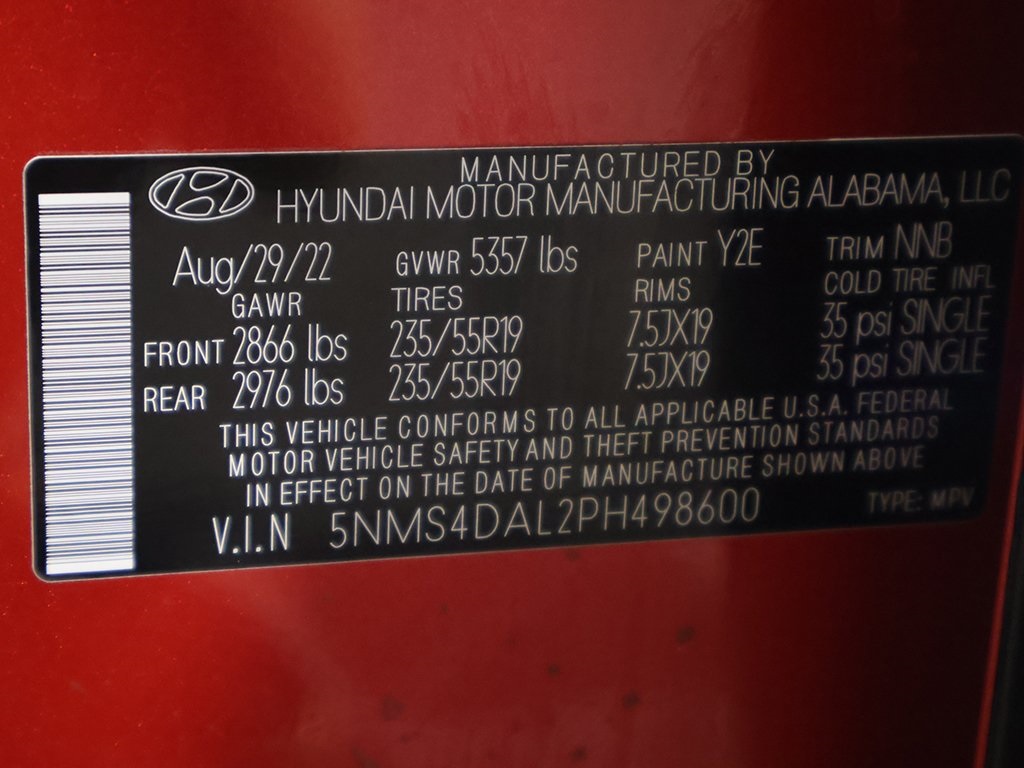 MANUFACTURED BY
HYUNDAI MOTOR MANUFACTURING ALABAMA, LLC
Aug/29/22 GVWR 5357 lbs PAINT Y2E TRIM NNB
GAWR TIRES RIMS COLD TIRE INFL
FRONT 2866 lbs 235/55R19 7.5JX19 35 psi SINGLE
REAR 2976 lbs 235/55R19 7.5JX19 35 psi SINGLE
THIS VEHICLE CONFORMS TO ALL APPLICABLE U.S.A. FEDERAL
MOTOR VEHICLE SAFETY AND THEFT PREVENTION STANDARDS
IN EFFECT ON THE DATE OF MANUFACTURE SHOWN ABOVE
V.I.N 5NMS4DAL2PH498600 TYPE: MPV